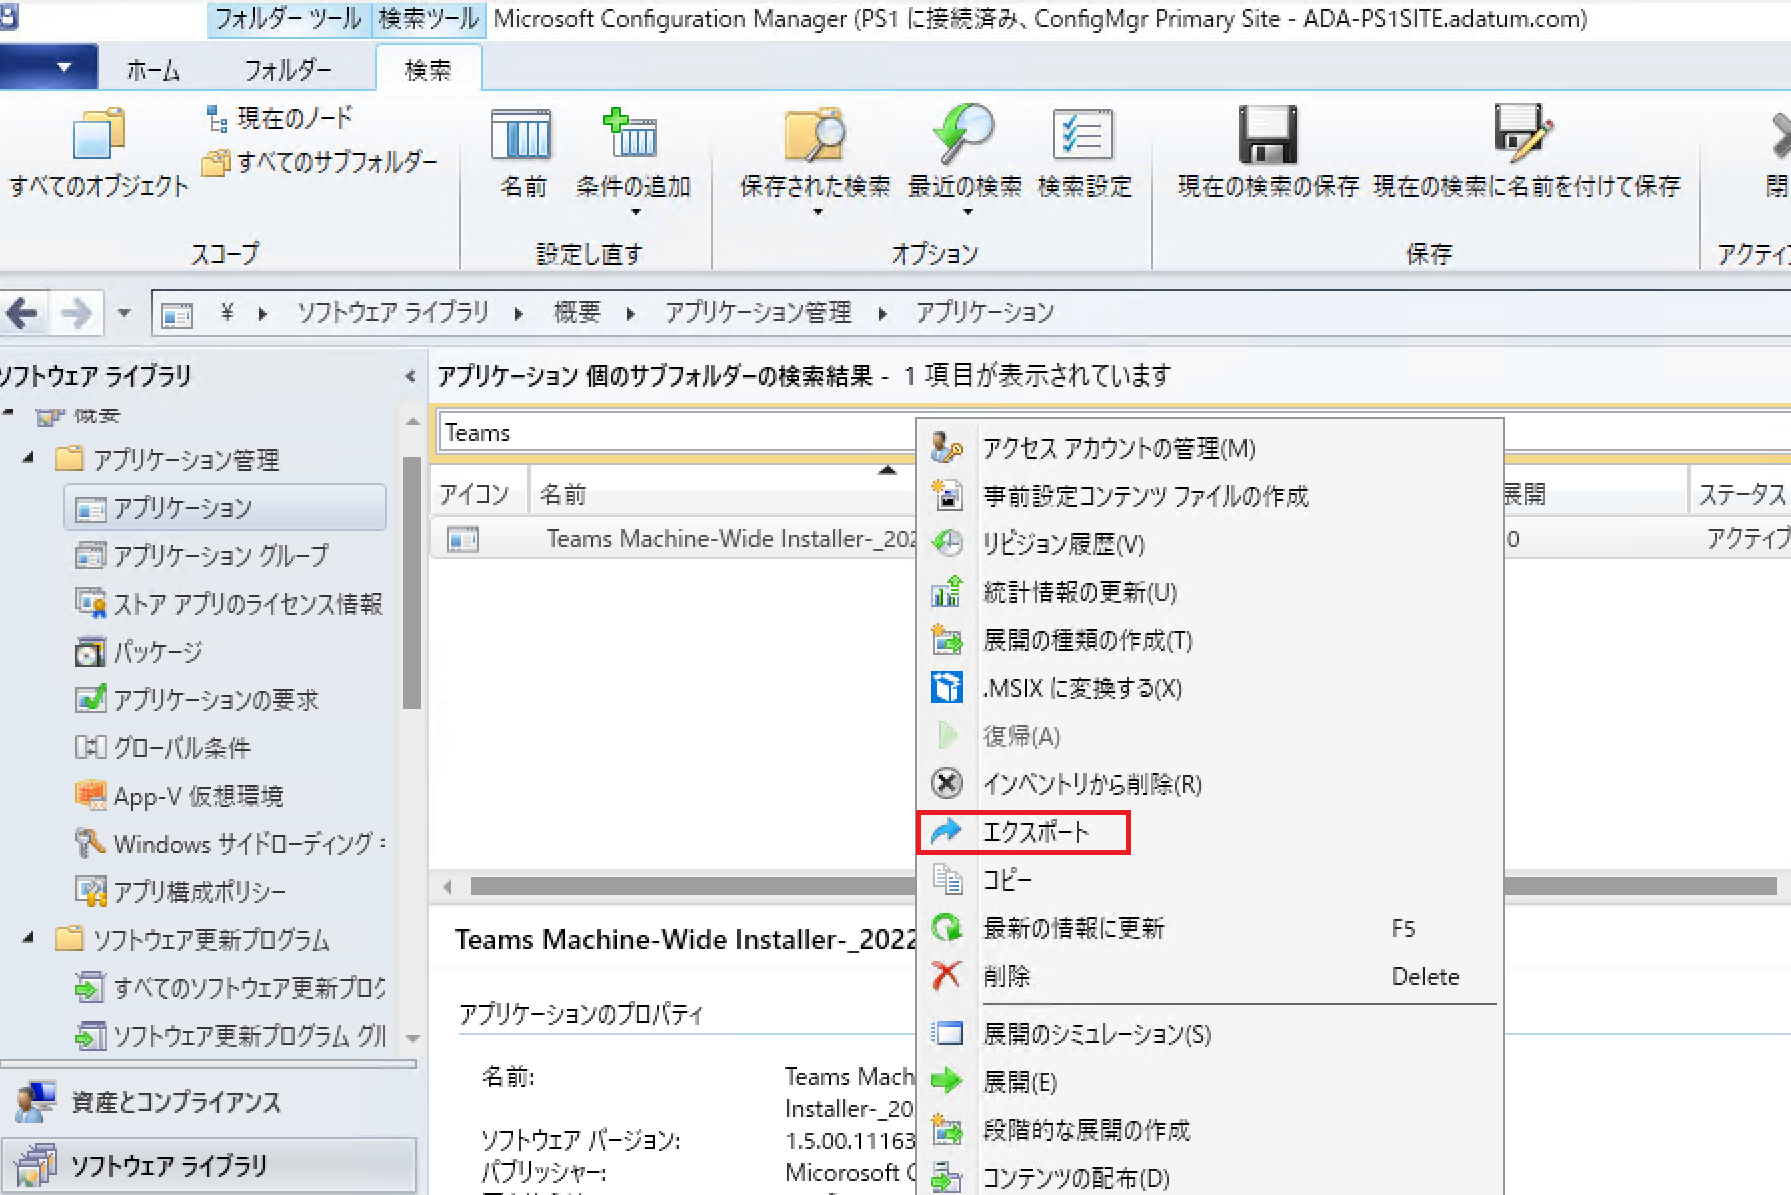 フォルダー ツール 検索ツール Microsoft Configuration Manager (PS1 に接続済み、ConfigMgr Primary Site - ADA-PS1SITE.adatum.com)
ホーム フォルダー 検索
すべてのオブジェクト
現在のノード
すべてのサブフォルダー
スコープ
名前
条件の追加
設定し直す
保存された検索
最近の検索
検索設定
オプション
現在の検索の保存
現在の検索に名前を付けて保存
保存
閉
アクティ
¥ ソフトウェア ライブラリ 概要 アプリケーション管理 アプリケーション
ソフトウェア ライブラリ
概要
アプリケーション管理
アプリケーション
アプリケーション グループ
ストア アプリのライセンス情報
パッケージ
アプリケーションの要求
グローバル条件
App-V 仮想環境
Windows サイドローディング
アプリ構成ポリシー
ソフトウェア更新プログラム
すべてのソフトウェア更新プログ
ソフトウェア更新プログラム グル
資産とコンプライアンス
ソフトウェア ライブラリ
アプリケーション 個のサブフォルダーの検索結果 - 1 項目が表示されています
Teams
アイコン 名前 展開 ステータス
Teams Machine-Wide Installer-_202 0 アクティブ
アクセス アカウントの管理(M)
事前設定コンテンツ ファイルの作成
リビジョン履歴(V)
統計情報の更新(U)
展開の種類の作成(T)
.MSIX に変換する(X)
復帰(A)
インベントリから削除(R)
エクスポート
コピー
最新の情報に更新 F5
削除 Delete
展開のシミュレーション(S)
展開(E)
段階的な展開の作成
コンテンツの配布(D)
Teams Machine-Wide Installer-_2022
アプリケーションのプロパティ
名前: Teams Mach
Installer-_20
ソフトウェア バージョン: 1.5.00.11163
パブリッシャー: Micorosoft C